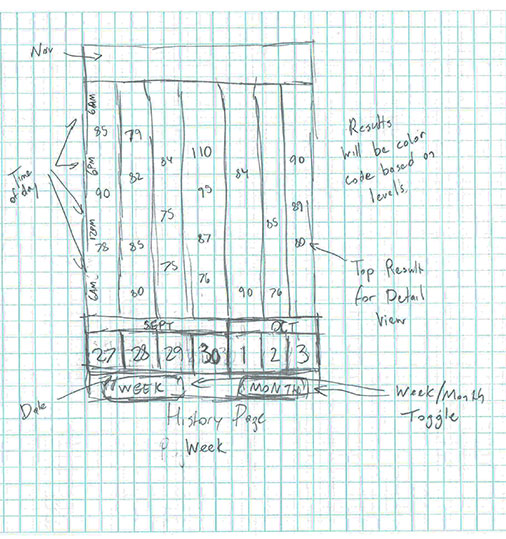 Nav
6AM
85
79
110
90
84
6PM
82
84
90
95
89
Time
of day
75
85
12PM
78
85
87
80
75
76
6AM
80
90
76
Results
will be color
code based on
levels.
Top Result
for Detail
View
SEPT
OCT
27
28
29
30
1
2
3
WEEK
MONTH
Date
Week/Month
Toggle
History Page
Week